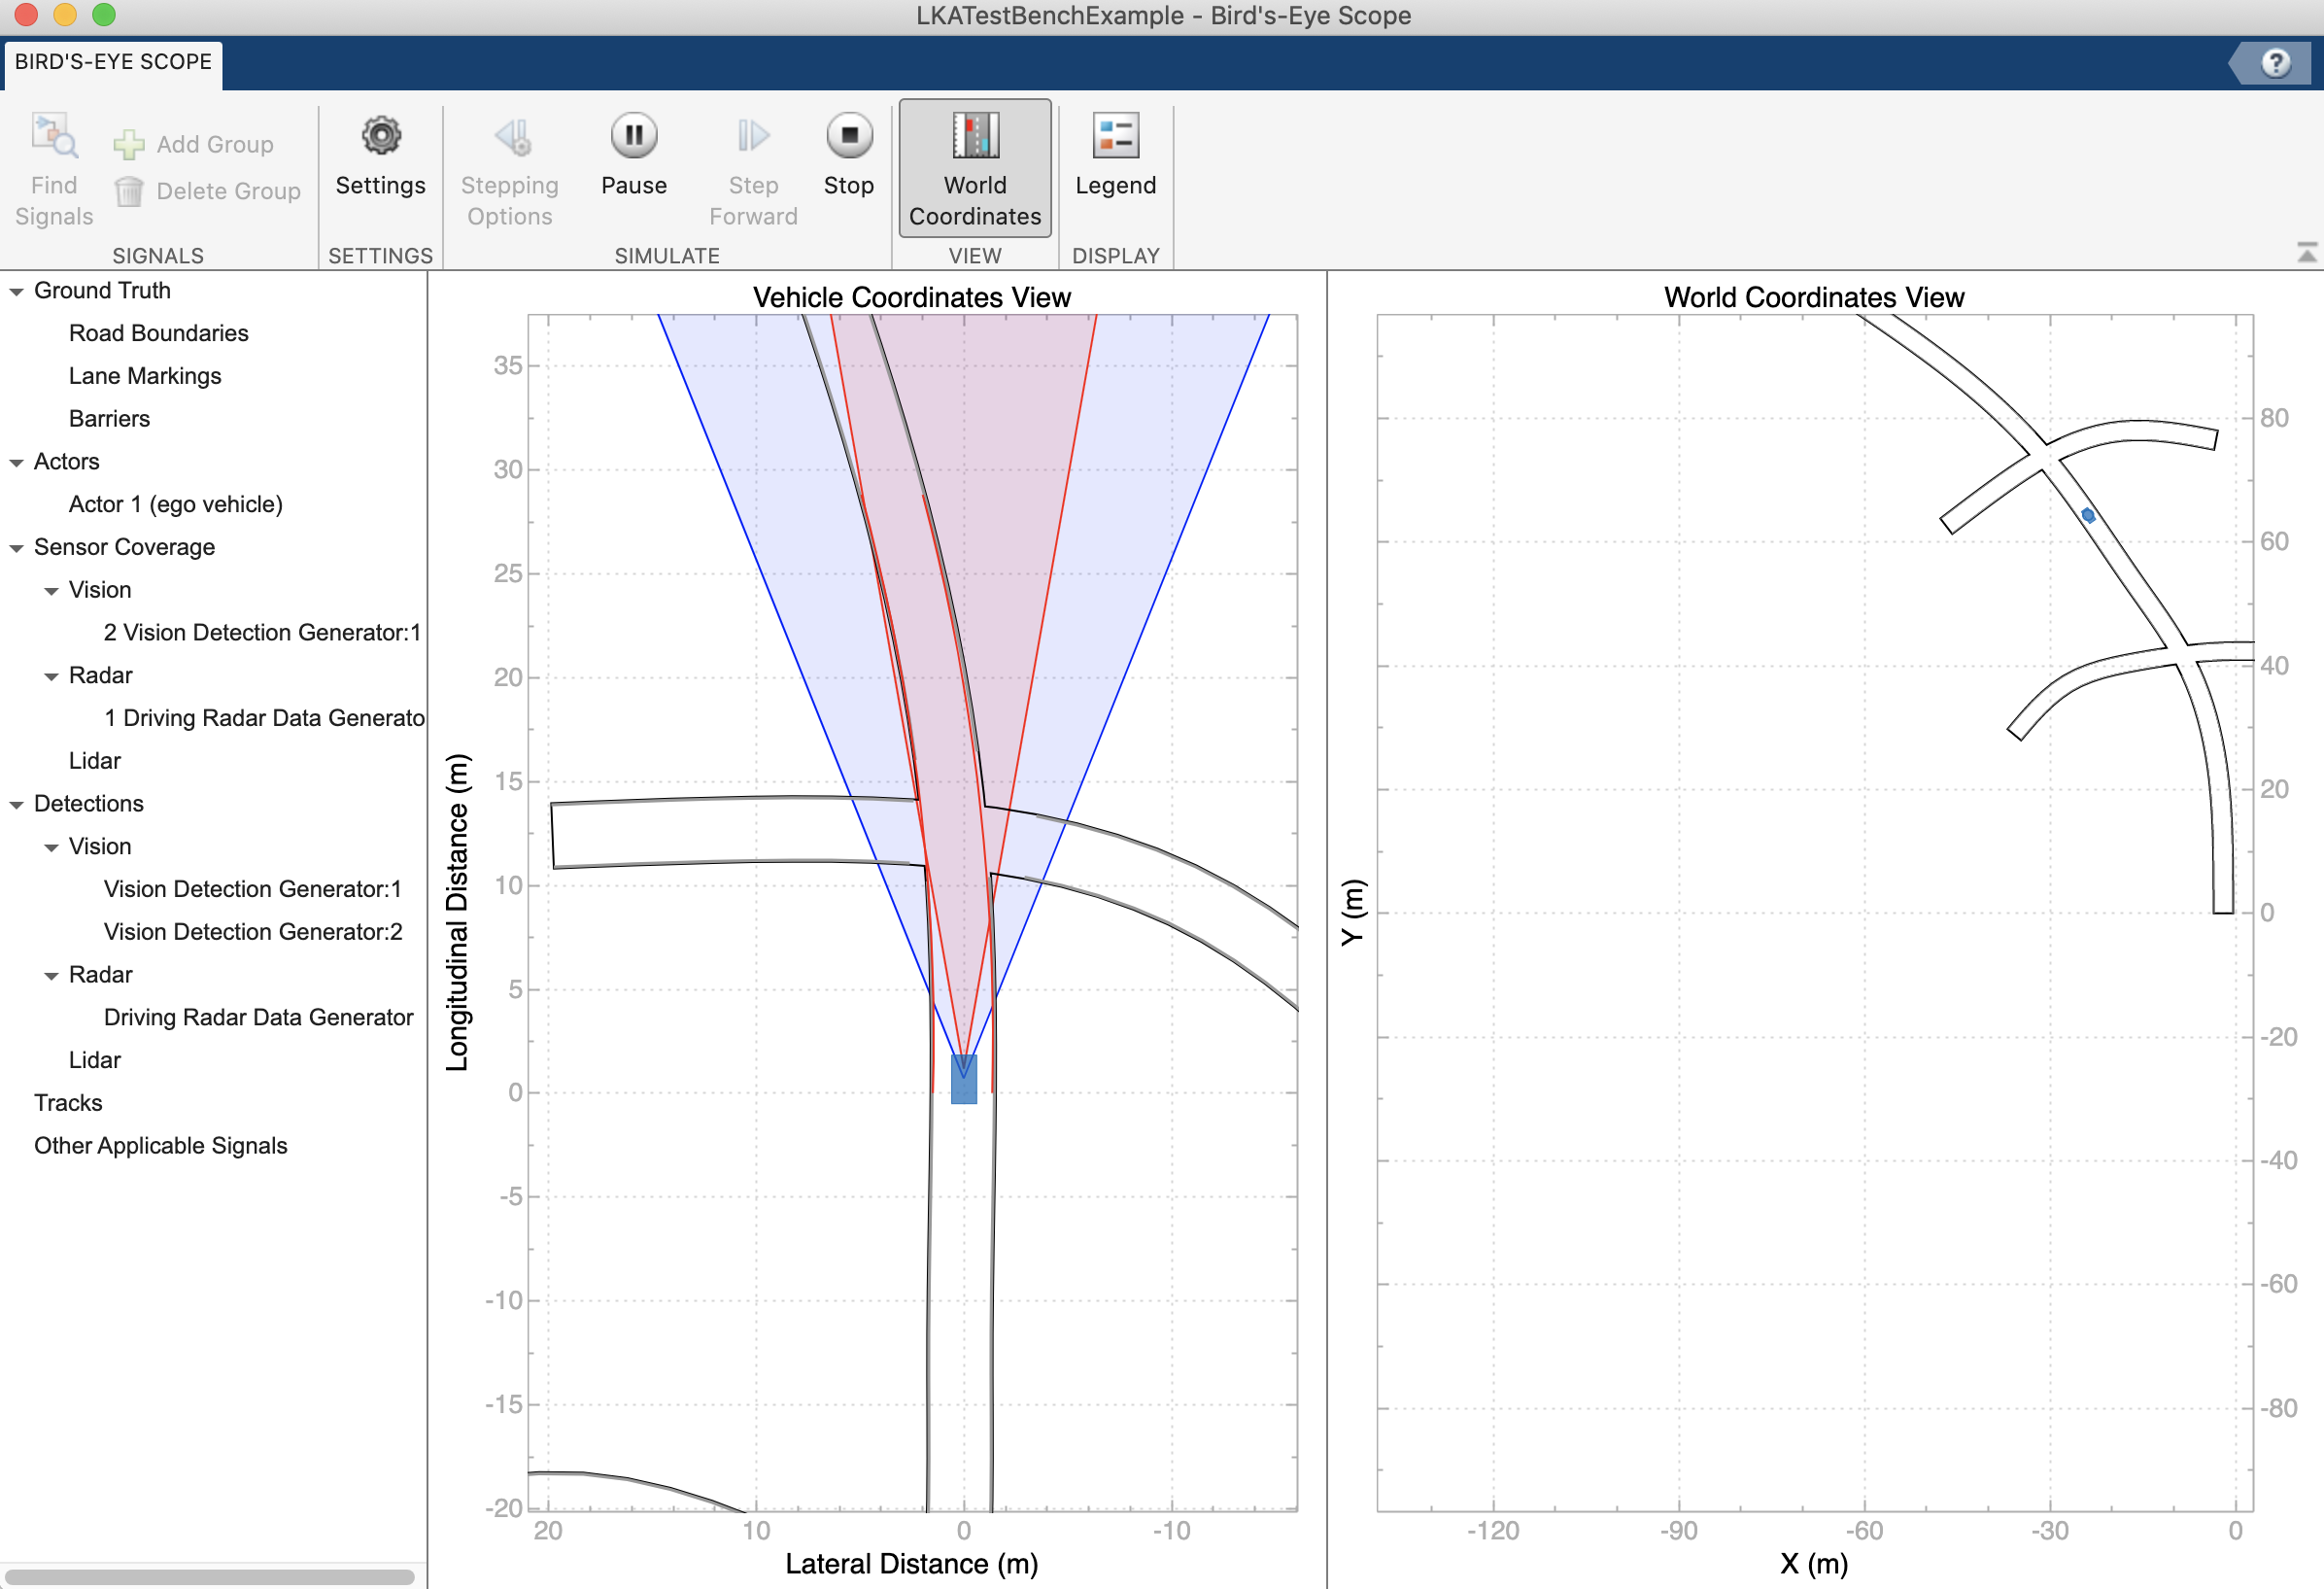 LKATestBenchExample - Bird's-Eye Scope
BIRD'S-EYE SCOPE
?
Find
Signals
Add Group
Delete Group
SIGNALS
Settings
SETTINGS
Stepping
Options
Pause
Step
Forward
Stop
SIMULATE
World
Coordinates
VIEW
Legend
DISPLAY
Ground Truth
Road Boundaries
Lane Markings
Barriers
Actors
Actor 1 (ego vehicle)
Sensor Coverage
Vision
2 Vision Detection Generator:1
Radar
1 Driving Radar Data Generato
Lidar
Detections
Vision
Vision Detection Generator:1
Vision Detection Generator:2
Radar
Driving Radar Data Generator
Lidar
Tracks
Other Applicable Signals
Vehicle Coordinates View
Longitudinal Distance (m)
35
30
25
20
15
10
5
0
-5
-10
-15
-20
20 10 0 -10
Lateral Distance (m)
World Coordinates View
Y (m)
80
60
40
20
0
-20
-40
-60
-80
-120 -90 -60 -30 0
X (m)